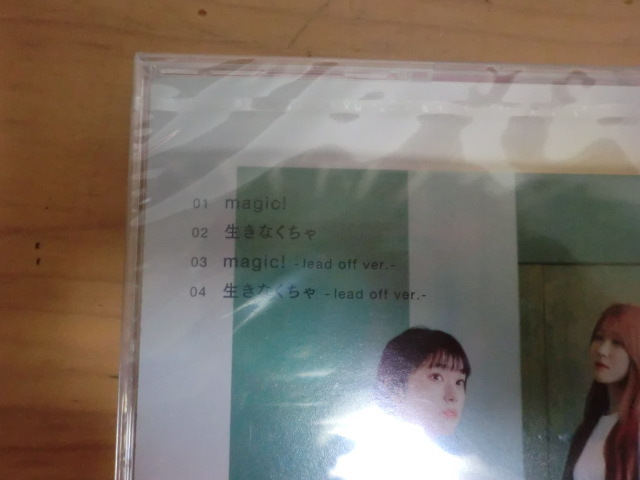 01 magic!
02 生きなくちゃ
03 magic! -lead off ver.-
04 生きなくちゃ -lead off ver.-